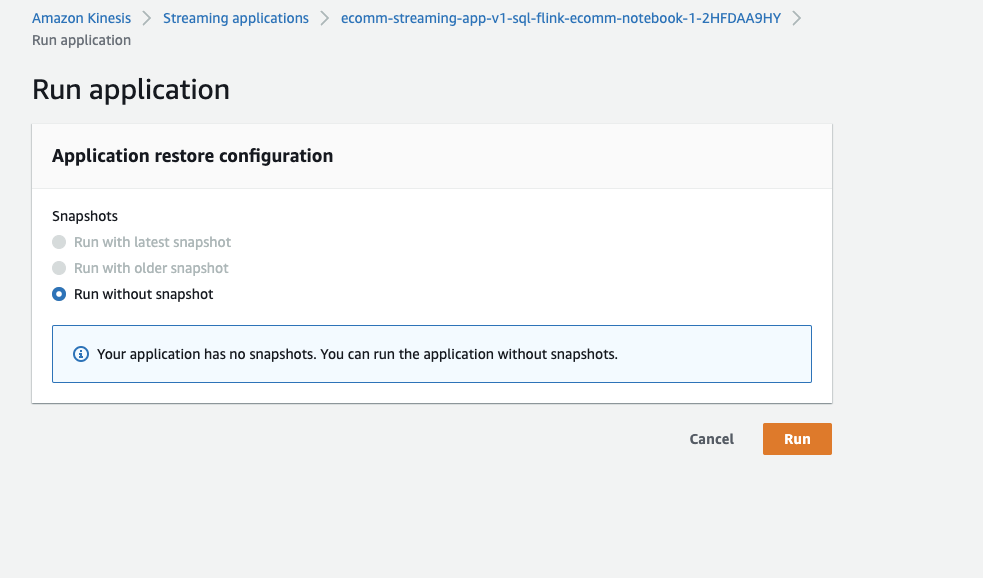 Amazon Kinesis > Streaming applications > ecomm-streaming-app-v1-sql-flink-ecomm-notebook-1-2HFDAA9HY >
Run application
Run application
Application restore configuration
Snapshots
Run with latest snapshot
Run with older snapshot
Run without snapshot
Your application has no snapshots. You can run the application without snapshots.
Cancel Run